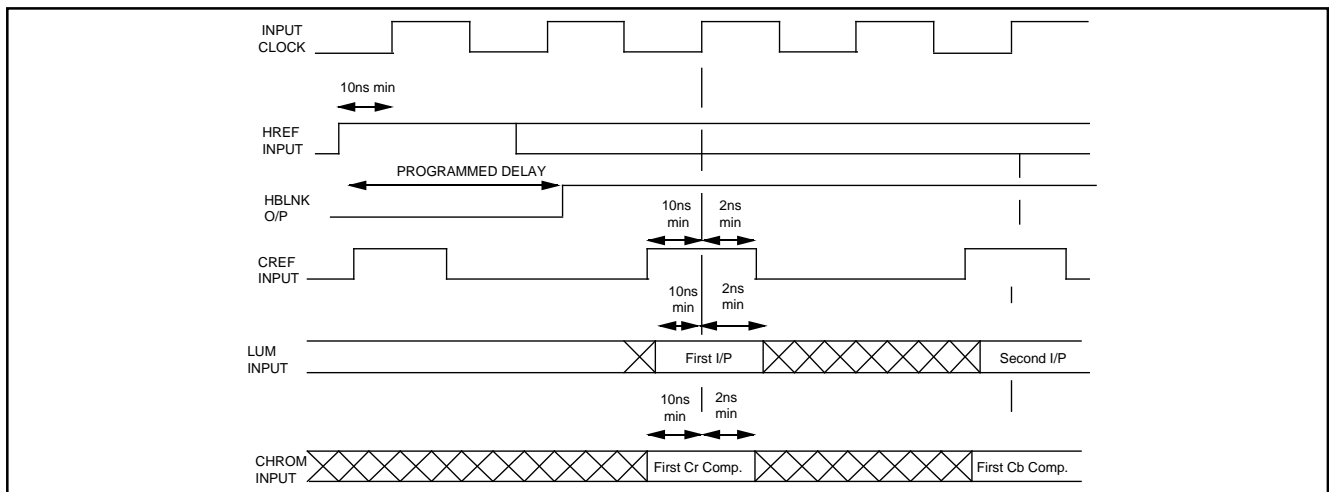 INPUT
CLOCK
10ns min
HREF
INPUT
PROGRAMMED DELAY
HBLNK
O/P
10ns
min
2ns
min
CREF
INPUT
10ns
min
2ns
min
LUM
INPUT
First I/P
Second I/P
10ns
min
2ns
min
CHROM
INPUT
First Cr Comp.
First Cb Comp.